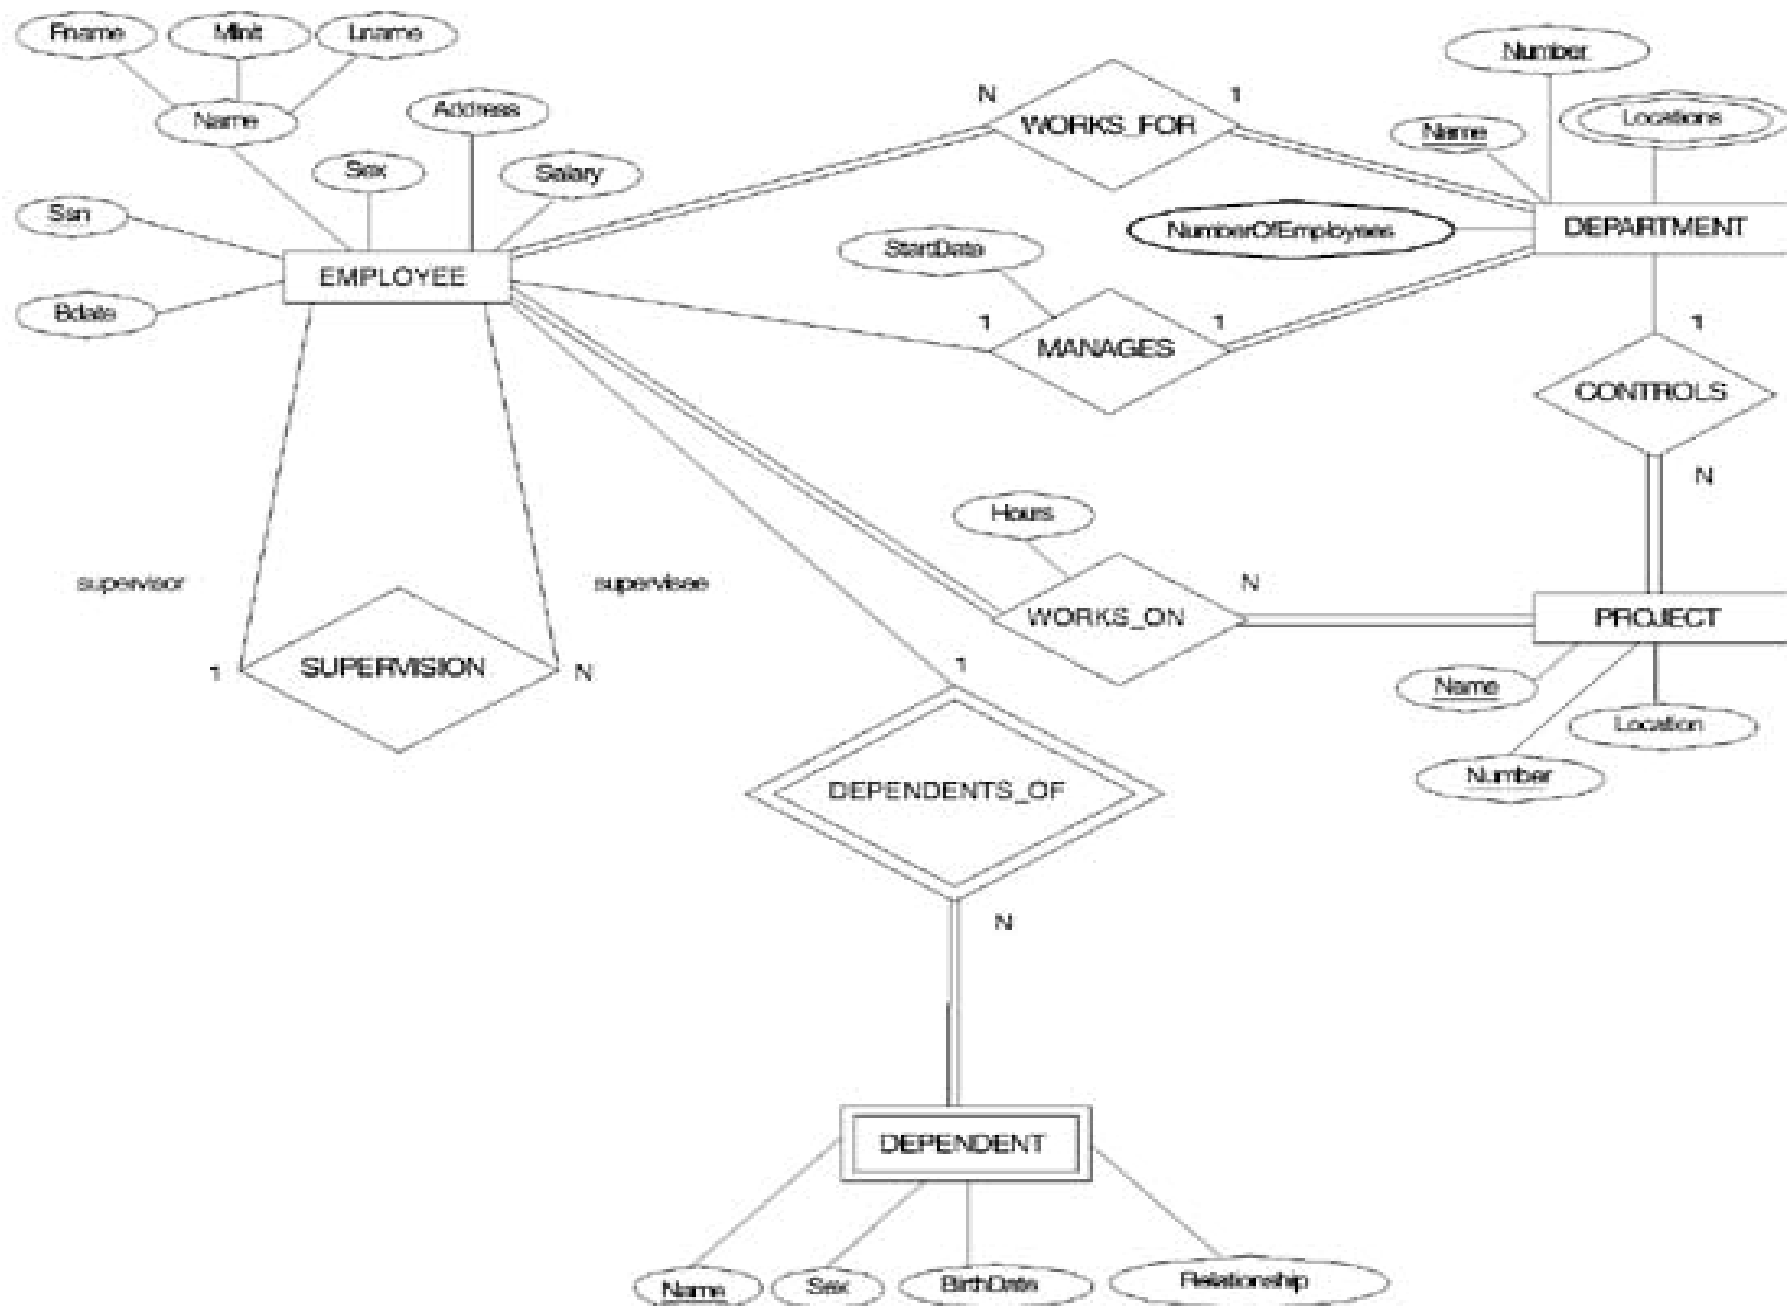 Fname
Minit
Lname
Number
Name
Address
N
WORKS_FOR
1
Name
Locations
Sex
Salary
Ssn
NumberOfEmployees
DEPARTMENT
StartDate
EMPLOYEE
Bdate
1
MANAGES
1
1
CONTROLS
N
Hours
supervisor
supervisee
N
WORKS_ON
PROJECT
1
SUPERVISION
N
1
Name
Location
Number
DEPENDENTS_OF
N
DEPENDENT
Name
Sex
BirthDate
Relationship